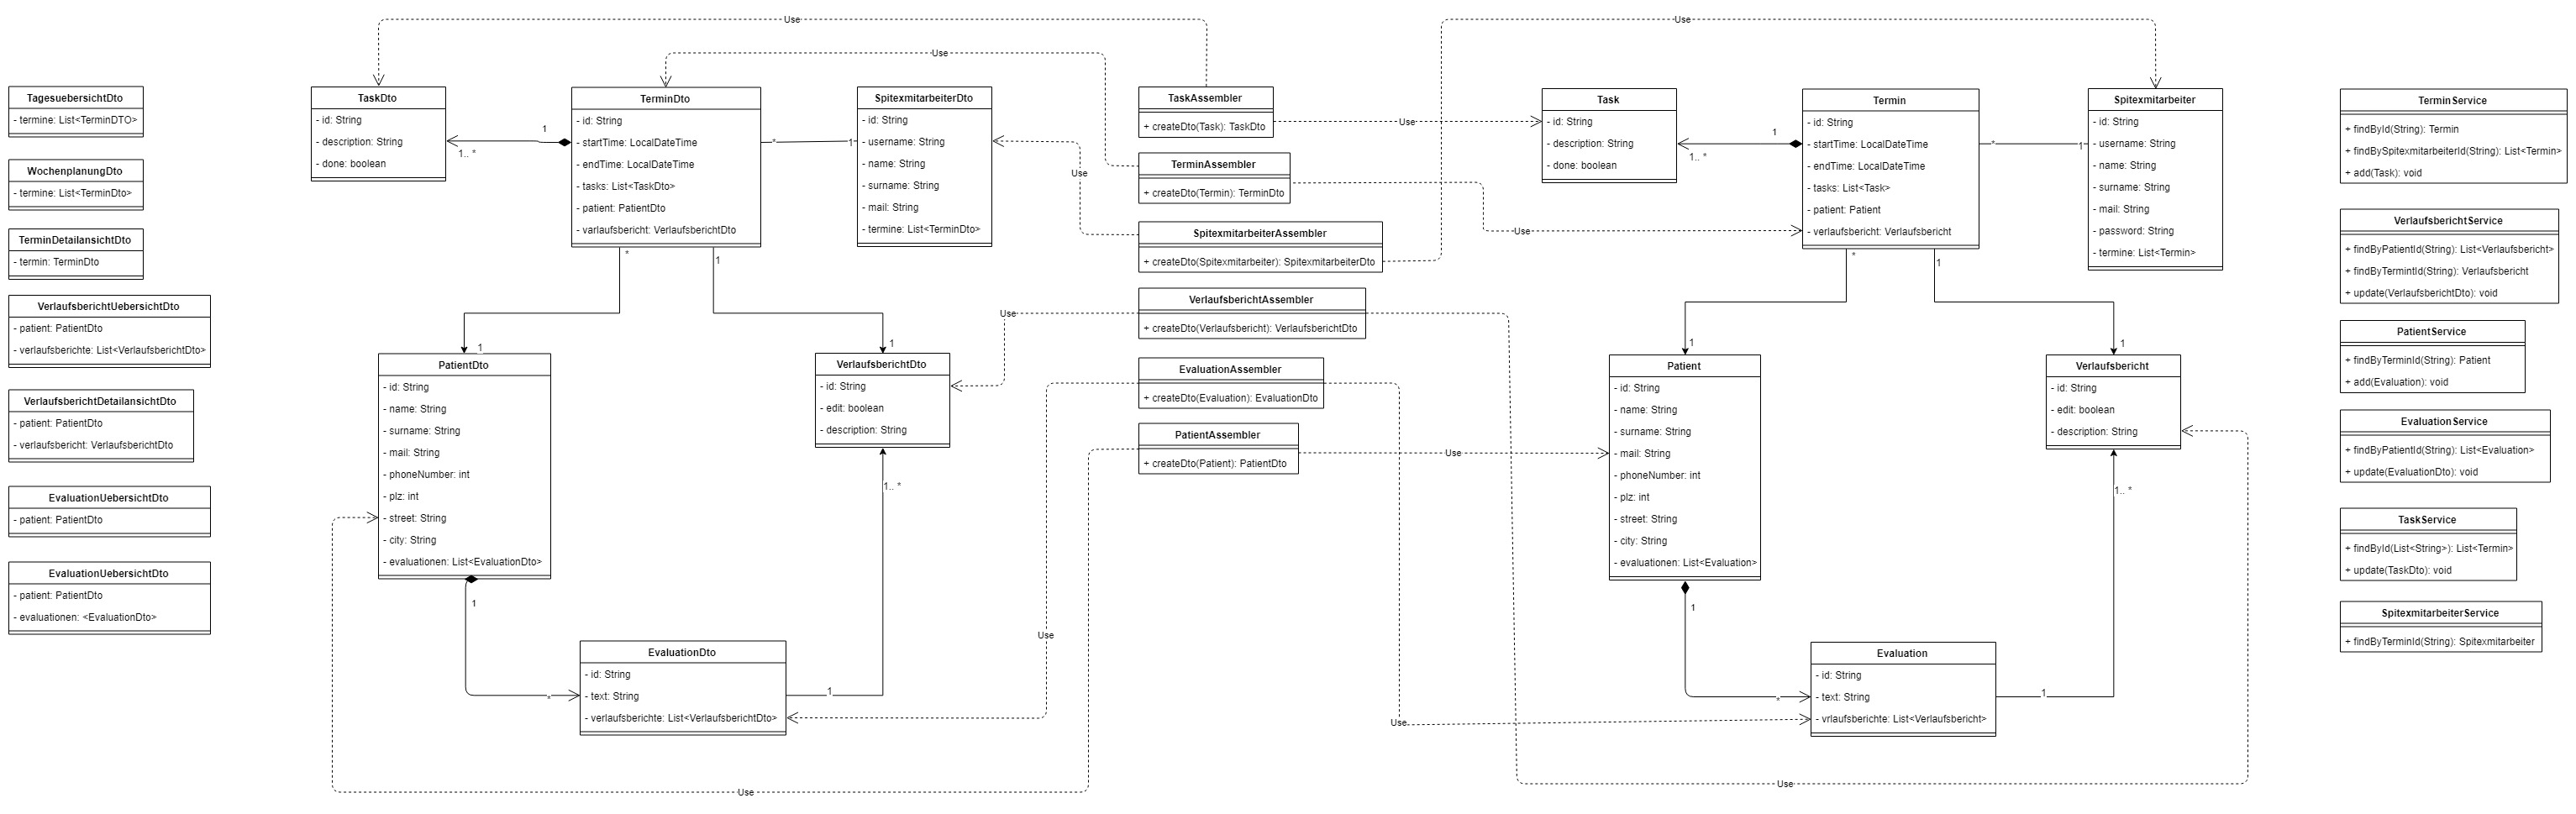 TagesuebersichtDto
- termine: List<TerminDTO>
WochenplanungDto
- termine: List<TerminDto>
TerminDetailansichtDto
- termin: TerminDto
VerlaufsberichtUebersichtDto
- patient: PatientDto
- verlaufsberichte: List<VerlaufsberichtDto>
VerlaufsberichtDetailansichtDto
- patient: PatientDto
- verlaufsbericht: VerlaufsberichtDto
EvaluationUebersichtDto
- patient: PatientDto
EvaluationUebersichtDto
- patient: PatientDto
- evaluationen: <EvaluationDto>
Use
Use
TaskDto
- id: String
- description: String
- done: boolean
1
1.. *
TerminDto
- id: String
- startTime: LocalDateTime
- endTime: LocalDateTime
- tasks: List<TaskDto>
- patient: PatientDto
- varlaufsbericht: VerlaufsberichtDto
*
1
SpitexmitarbeiterDto
- id: String
- username: String
- name: String
- surname: String
- mail: String
- termine: List<TerminDto>
*
1
1
1
PatientDto
- id: String
- name: String
- surname: String
- mail: String
- phoneNumber: int
- plz: int
- street: String
- city: String
- evaluationen: List<EvaluationDto>
VerlaufsberichtDto
- id: String
- edit: boolean
- description: String
1.. *
1
*
EvaluationDto
- id: String
- text: String
- verlaufsberichte: List<VerlaufsberichtDto>
1
Use
Use
Use
Use
TaskAssembler
+ createDto(Task): TaskDto
TerminAssembler
+ createDto(Termin): TerminDto
SpitexmitarbeiterAssembler
+ createDto(Spitexmitarbeiter): SpitexmitarbeiterDto
VerlaufsberichtAssembler
+ createDto(Verlaufsbericht): VerlaufsberichtDto
EvaluationAssembler
+ createDto(Evaluation): EvaluationDto
PatientAssembler
+ createDto(Patient): PatientDto
Use
Use
Use
Use
Use
Use
Task
- id: String
- description: String
- done: boolean
1
1.. *
Termin
- id: String
- startTime: LocalDateTime
- endTime: LocalDateTime
- tasks: List<Task>
- patient: Patient
- verlaufsbericht: Verlaufsbericht
*
1
Spitexmitarbeiter
- id: String
- username: String
- name: String
- surname: String
- mail: String
- password: String
- termine: List<Termin>
*
1
1
1
Patient
- id: String
- name: String
- surname: String
- mail: String
- phoneNumber: int
- plz: int
- street: String
- city: String
- evaluationen: List<Evaluation>
Verlaufsbericht
- id: String
- edit: boolean
- description: String
1.. *
1
*
Evaluation
- id: String
- text: String
- vrlaufsberichte: List<Verlaufsbericht>
1
TerminService
+ findById(String): Termin
+ findBySpitexmitarbeiterId(String): List<Termin>
+ add(Task): void
VerlaufsberichtService
+ findByPatientId(String): List<Verlaufsbericht>
+ findByTermintId(String): Verlaufsbericht
+ update(VerlaufsberichtDto): void
PatientService
+ findByTerminId(String): Patient
+ add(Evaluation): void
EvaluationService
+ findByPatientId(String): List<Evaluation>
+ update(EvaluationDto): void
TaskService
+ findById(List<String>): List<Termin>
+ update(TaskDto): void
SpitexmitarbeiterService
+ findByTerminId(String): Spitexmitarbeiter